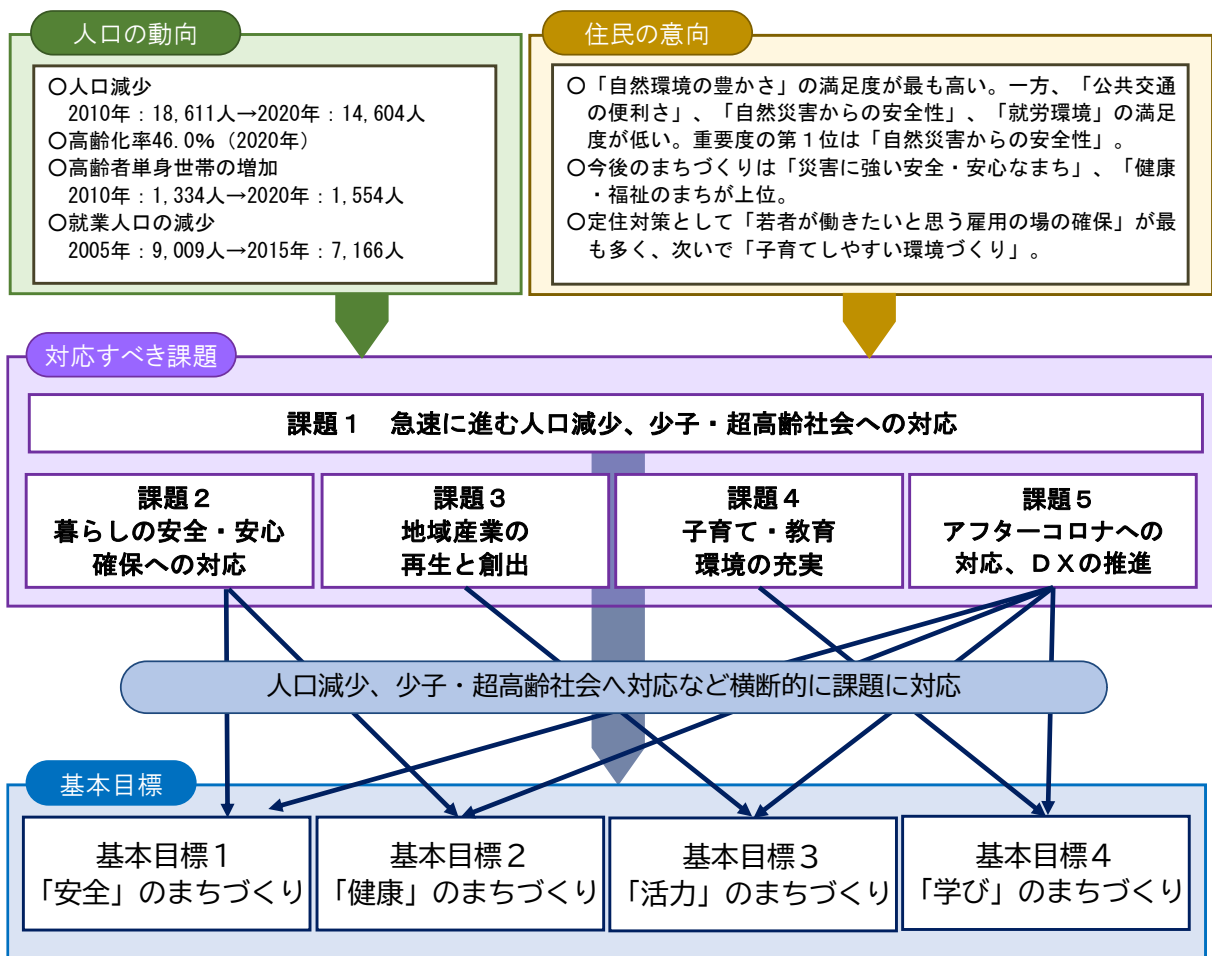 人口の動向
○人口減少
2010年：18,611人→2020年：14,604人
○高齢化率46.0%（2020年）
○高齢者単身世帯の増加
2010年：1,334人→2020年：1,554人
○就業人口の減少
2005年：9,009人→2015年：7,166人
住民の意向
○「自然環境の豊かさ」の満足度が最も高い。一方、「公共交通
の便利さ」、「自然災害からの安全性」、「就労環境」の満足
度が低い。重要度の第１位は「自然災害からの安全性」。
○今後のまちづくりは「災害に強い安全・安心なまち」、「健康
・福祉のまちが上位。
○定住対策として「若者が働きたいと思う雇用の場の確保」が最
も多く、次いで「子育てしやすい環境づくり」。
対応すべき課題
課題１　急速に進む人口減少、少子・超高齢社会への対応
課題２
暮らしの安全・安心
確保への対応
課題３
地域産業の
再生と創出
課題４
子育て・教育
環境の充実
課題５
アフターコロナへの
対応、ＤＸの推進
人口減少、少子・超高齢社会へ対応など横断的に課題に対応
基本目標
基本目標１
「安全」のまちづくり
基本目標２
「健康」のまちづくり
基本目標３
「活力」のまちづくり
基本目標４
「学び」のまちづくり